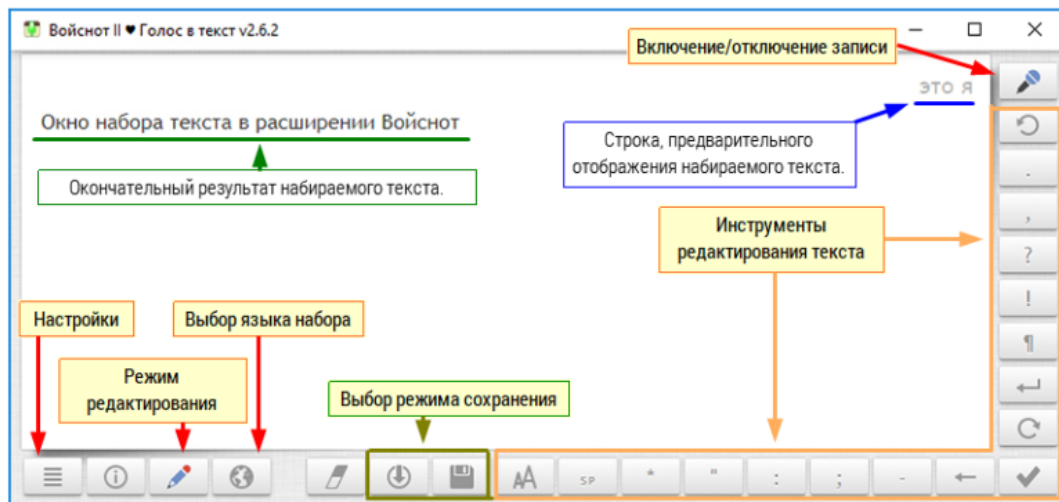 Войснот II ♥ Голос в текст v2.6.2
Включение/отключение записи
это я
Окно набора текста в расширении Войснот
Строка, предварительного
отображения набираемого текста.
Окончательный результат набираемого текста.
Инструменты
редактирования текста
.
,
?
!
¶
Настройки
Выбор языка набора
Режим
редактирования
Выбор режима сохранения
AA
SP
*
"
:
;
-